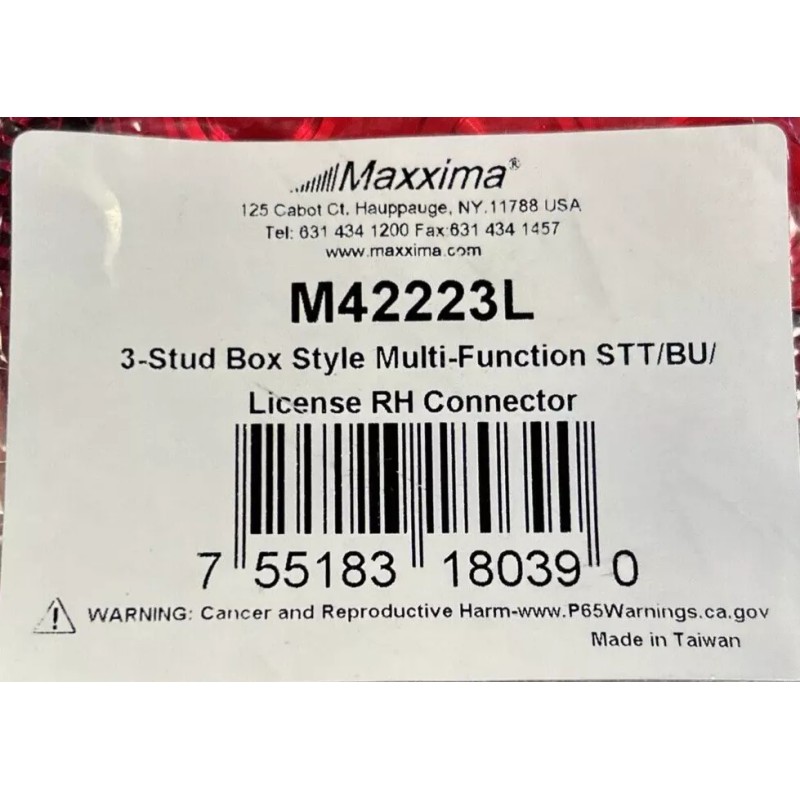 Maxxima®
125 Cabot Ct. Hauppauge, NY.11788 USA
Tel: 631 434 1200 Fax:631 434 1457
www.maxxima.com
M42223L
3-Stud Box Style Multi-Function STT/BU/
License RH Connector
7 55183 18039 0
WARNING: Cancer and Reproductive Harm-www.P65Warnings.ca.gov
Made in Taiwan